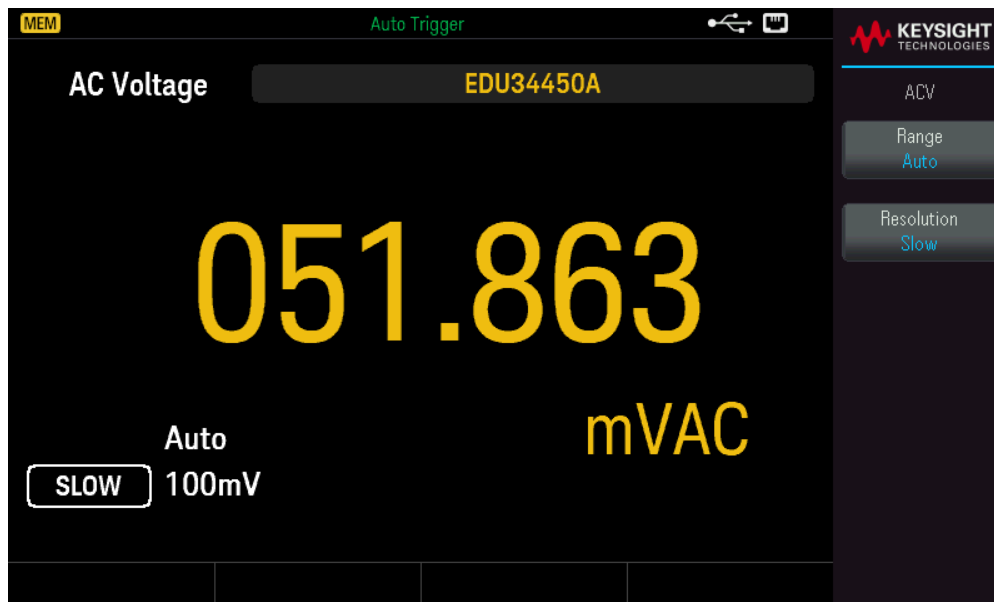 MEM
Auto Trigger
KEYSIGHT
TECHNOLOGIES
AC Voltage
EDU34450A
ACV
Range
Auto
Resolution
Slow
051.863
mVAC
Auto
SLOW
100mV